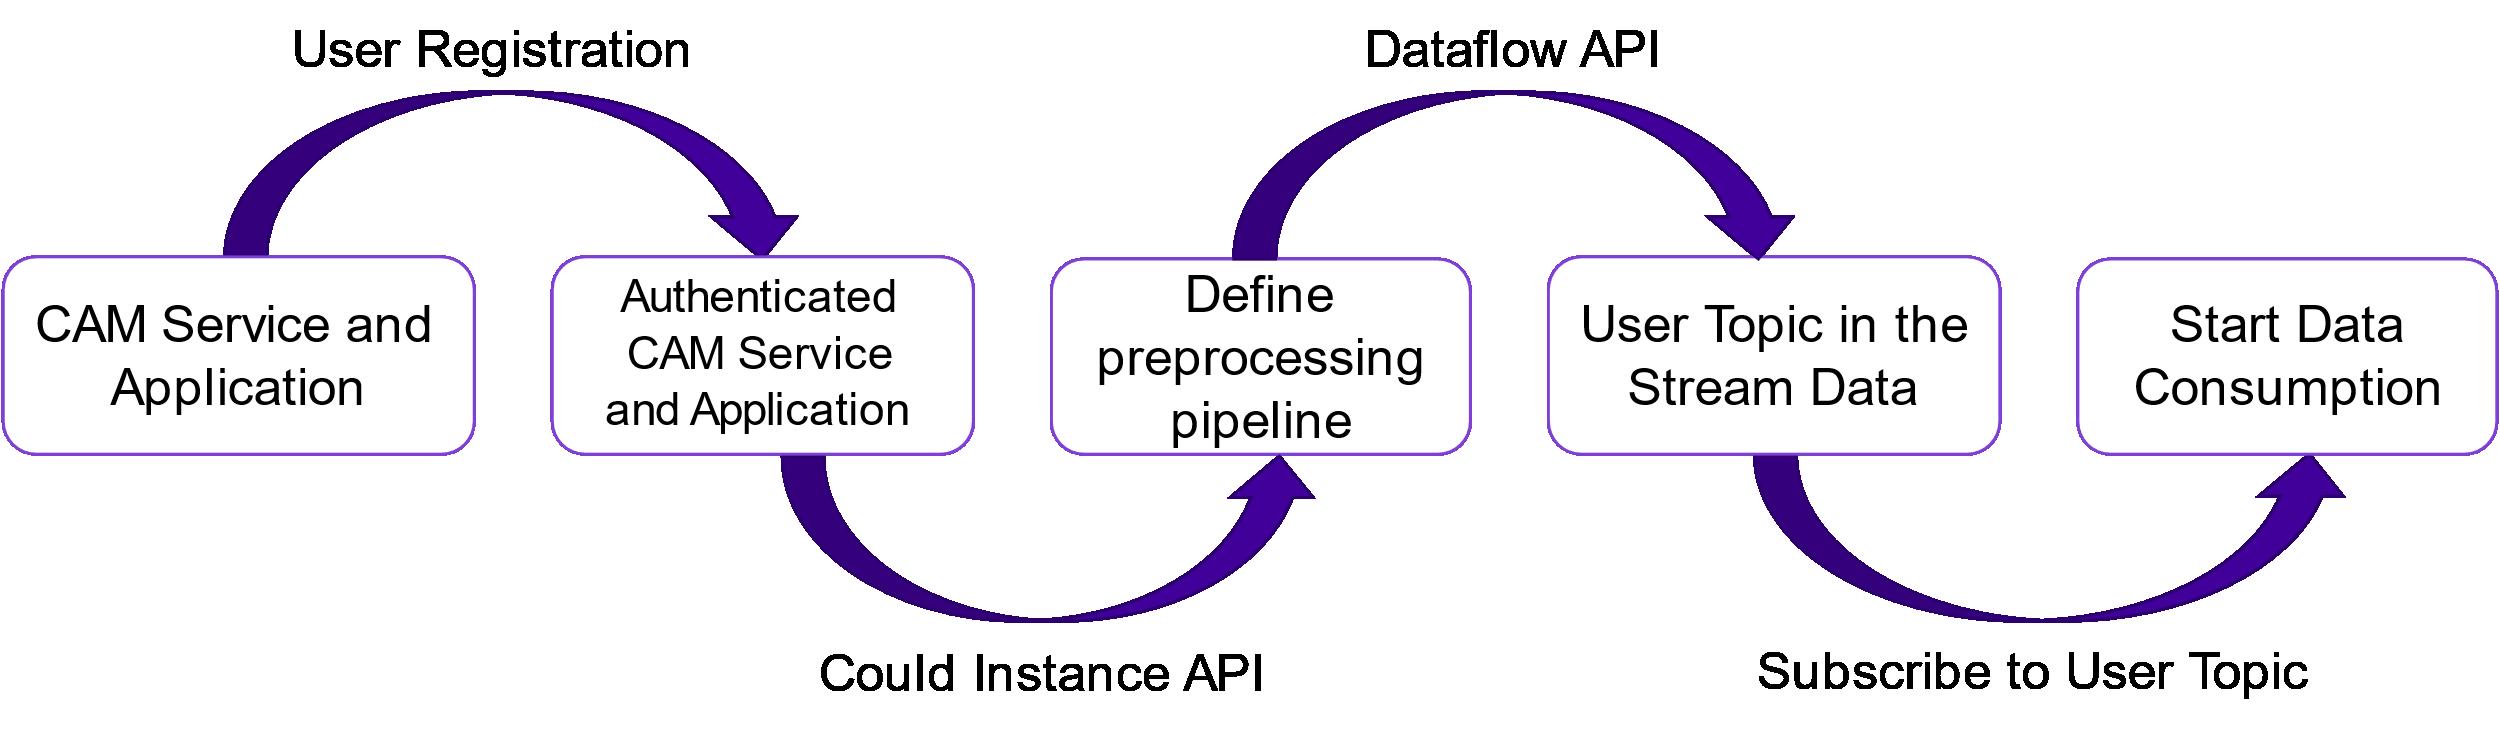 User Registration
Dataflow API
CAM Service and
Application
Authenticated
CAM Service
and Application
Define
preprocessing
pipeline
User Topic in the
Stream Data
Start Data
Consumption
Could Instance API
Subscribe to User Topic